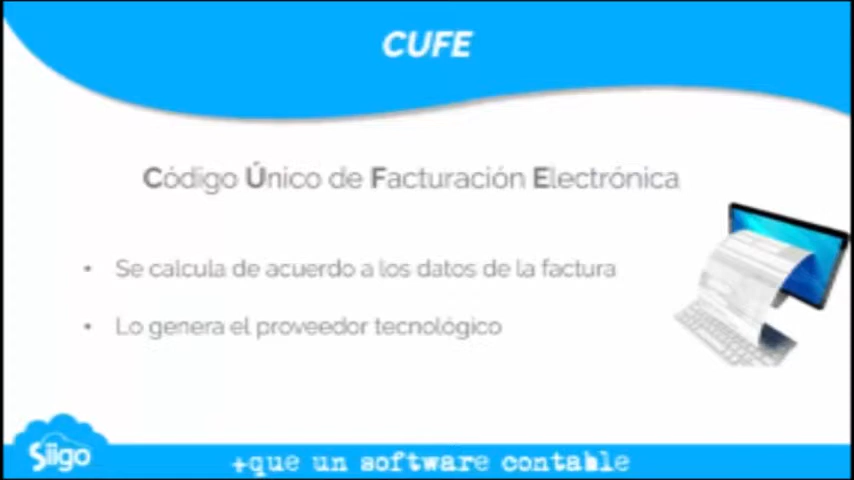 CUFE
Código Único de Facturación Electrónica
• Se calcula de acuerdo a los datos de la factura
• Lo genera el proveedor tecnológico
Siigo
+que un software contable